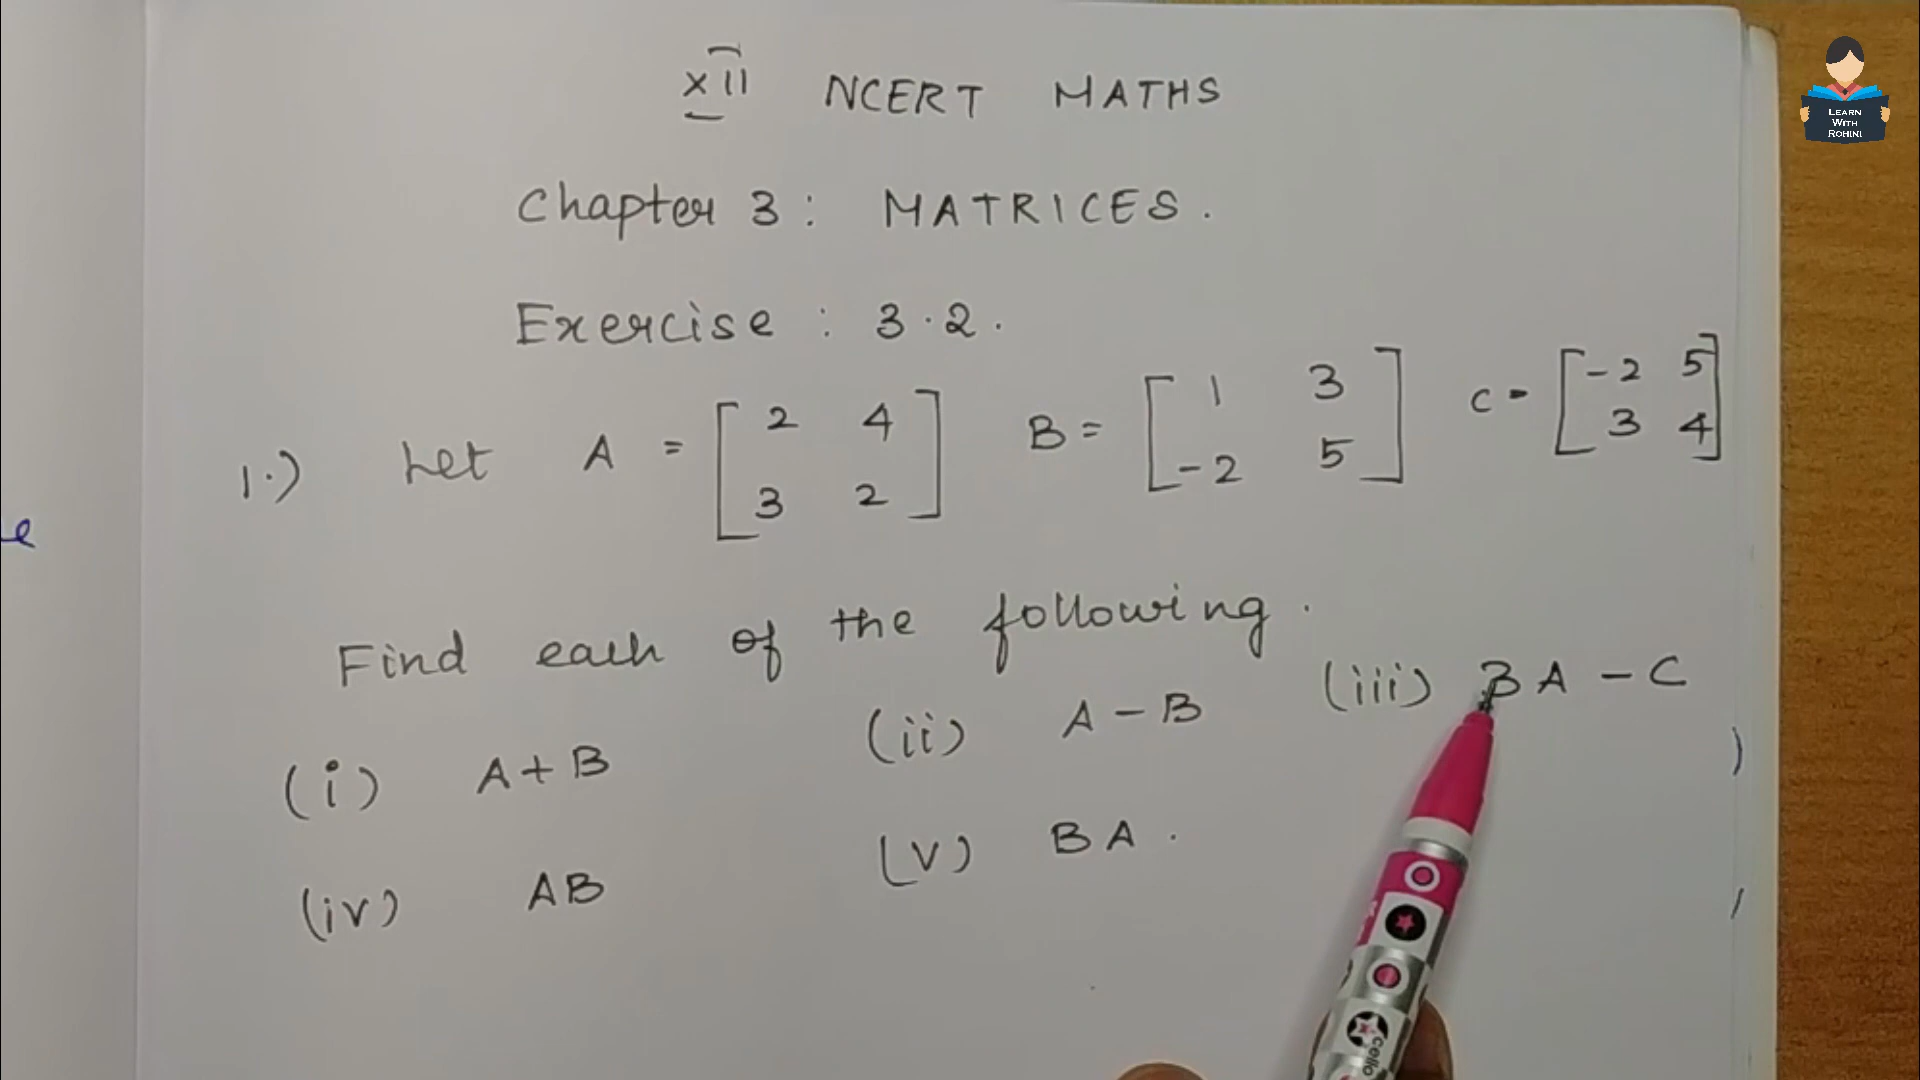 XII NCERT MATHS
LEARN
WITH
ROHINI
Chapter 3 : MATRICES.
Exercise : 3.2.
1.) Let A = [2 4 3 2] B = [1 3 -2 5] C = [-2 5 3 4]
Find each of the following.
(i) A+B (ii) A-B (iii) 3A-C
(iv) AB (v) BA.
cello